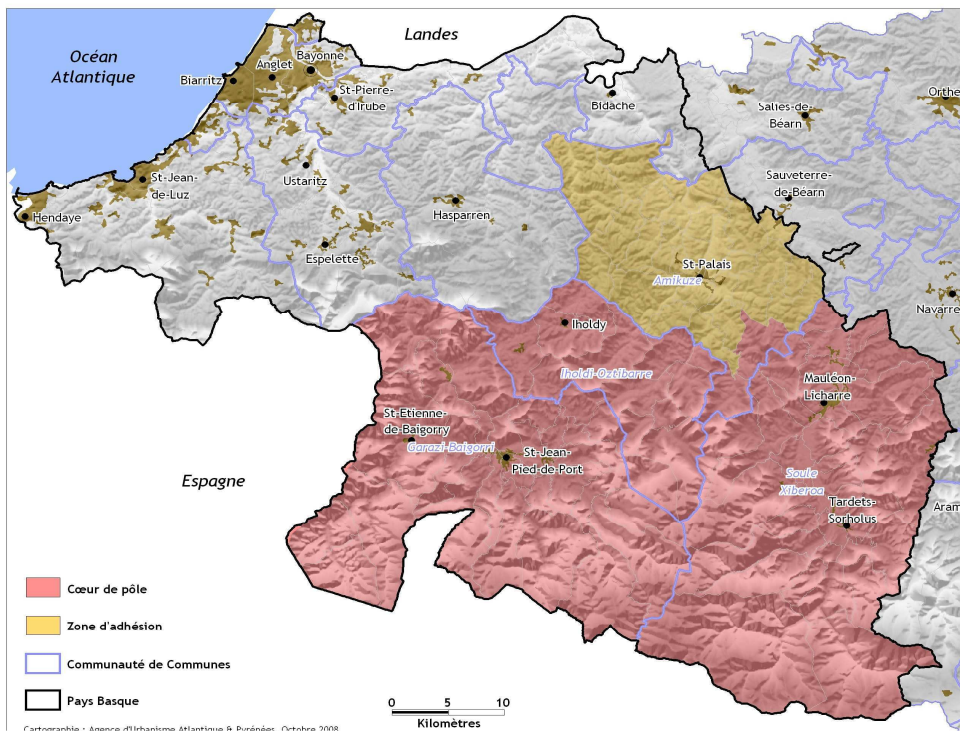 Océan
Atlantique
Landes
Biarritz
Anglet
Bayonne
St-Pierre-
d'Irube
Bidache
Salies-de-
Béarn
Orthe
St-Jean-
de-Luz
Ustaritz
Hasparren
Sauveterre-
de-Béarn
Hendaye
Espelette
St-Palais
Amikuze
Navarre
Iholdy
Iholdi-Oztibarre
Mauléon-
Licharre
St-Etienne-
de-Baigorry
Garazi-Baigorri
St-Jean-
Pied-de-Port
Soule
Xiberoa
Tardets-
Sorholus
Aram
Espagne
Cœur de pôle
Zone d'adhésion
Communauté de Communes
Pays Basque
0 5 10
Kilomètres
Cartographie : Agence d'Urbanisme Atlantique & Pyrénées, Octobre 2008